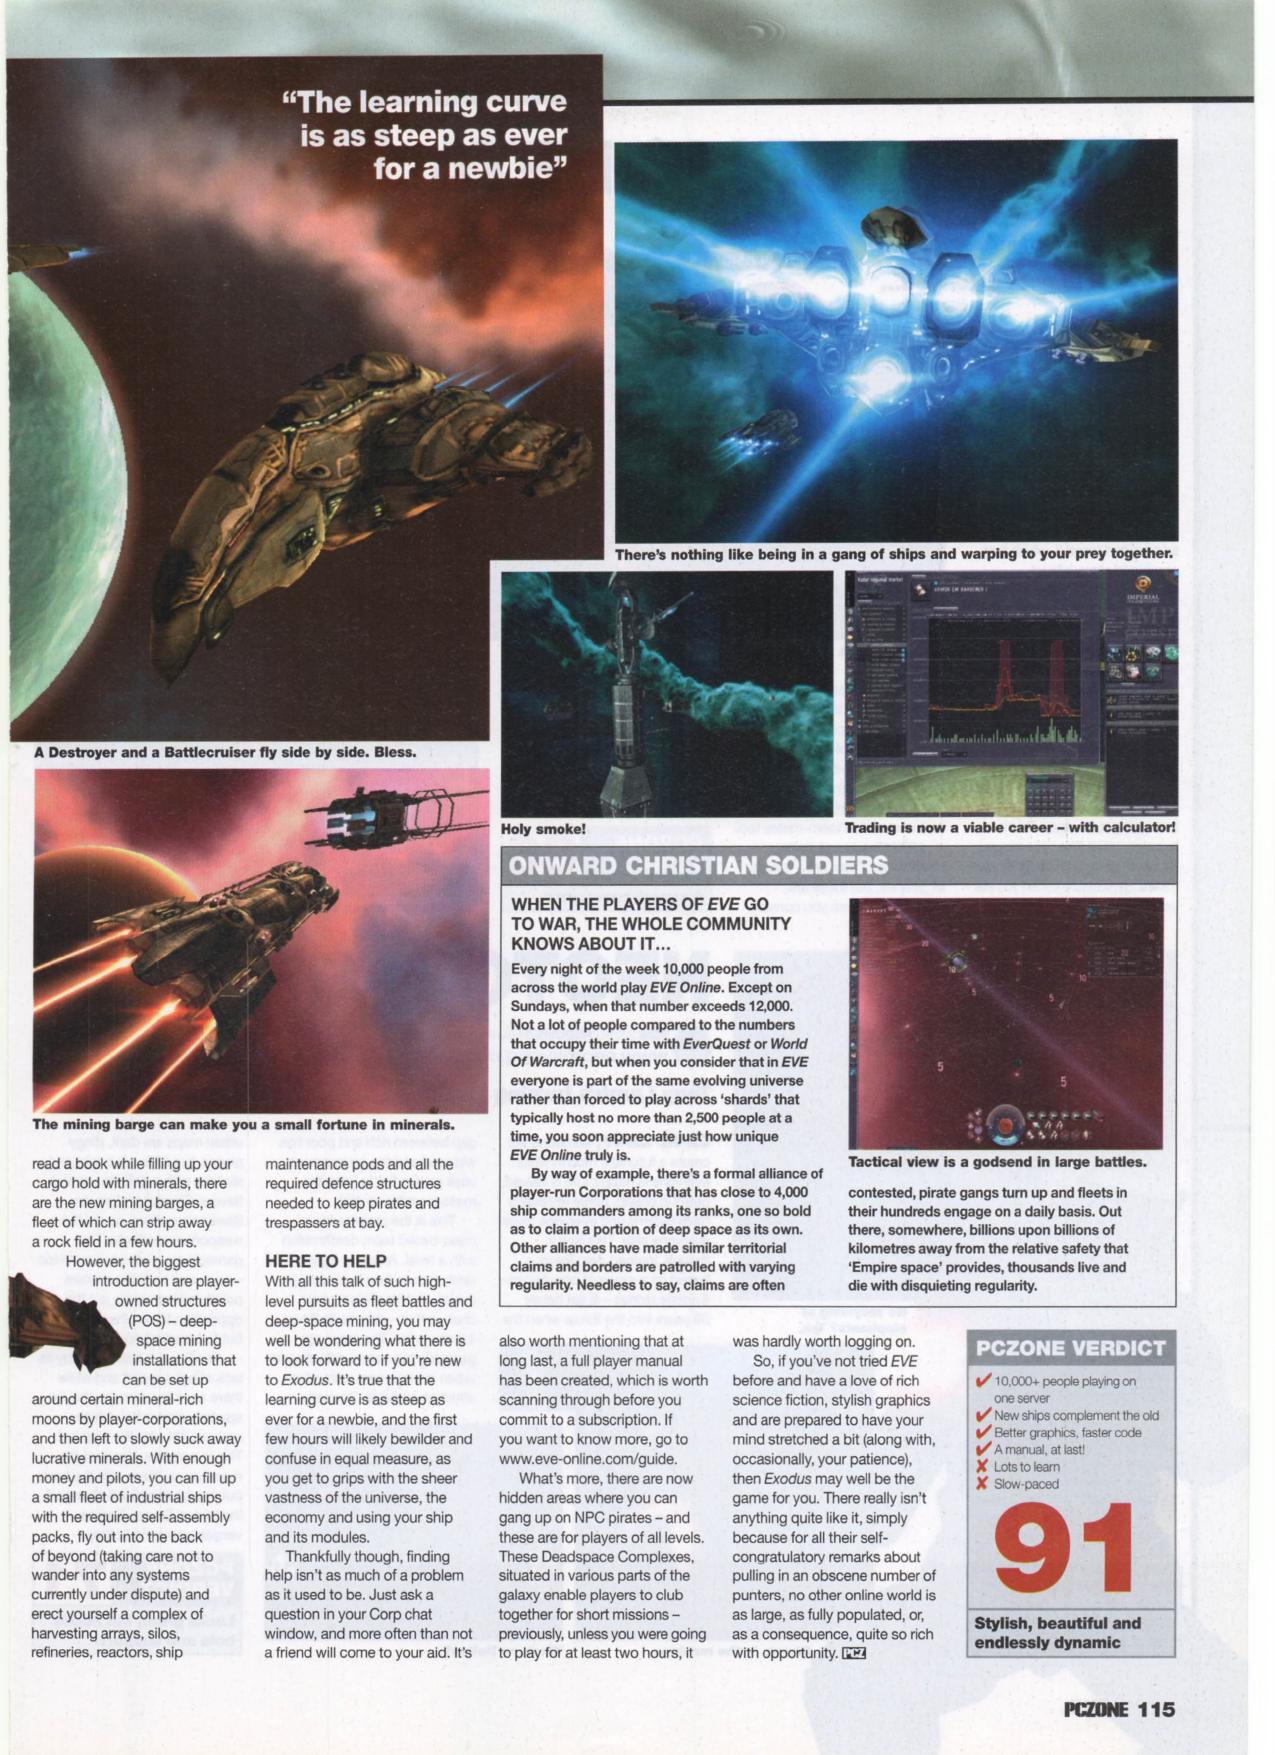 “The learning curve
is as steep as ever
for a newbie”
There’s nothing like being in a gang of ships and warping to your prey together.
A Destroyer and a Battlecruiser fly side by side. Bless.
Holy smoke!
IMPERIAL
Trading is now a viable career – with calculator!
The mining barge can make you a small fortune in minerals.
read a book while filling up your
cargo hold with minerals, there
are the new mining barges, a
fleet of which can strip away
a rock field in a few hours.
However, the biggest
introduction are player-
owned structures
(POS) – deep-
space mining
installations that
can be set up
around certain mineral-rich
moons by player-corporations,
and then left to slowly suck away
lucrative minerals. With enough
money and pilots, you can fill up
a small fleet of industrial ships
with the required self-assembly
packs, fly out into the back
of beyond (taking care not to
wander into any systems
currently under dispute) and
erect yourself a complex of
harvesting arrays, silos,
refineries, reactors, ship
maintenance pods and all the
required defence structures
needed to keep pirates and
trespassers at bay.
HERE TO HELP
With all this talk of such high-
level pursuits as fleet battles and
deep-space mining, you may
well be wondering what there is
to look forward to if you’re new
to Exodus. It’s true that the
learning curve is as steep as
ever for a newbie, and the first
few hours will likely bewilder and
confuse in equal measure, as
you get to grips with the sheer
vastness of the universe, the
economy and using your ship
and its modules.
Thankfully though, finding
help isn’t as much of a problem
as it used to be. Just ask a
question in your Corp chat
window, and more often than not
a friend will come to your aid. It’s
also worth mentioning that at
long last, a full player manual
has been created, which is worth
scanning through before you
commit to a subscription. If
you want to know more, go to
www.eve-online.com/guide.
What’s more, there are now
hidden areas where you can
gang up on NPC pirates – and
these are for players of all levels.
These Deadspace Complexes,
situated in various parts of the
galaxy enable players to club
together for short missions –
previously, unless you were going
to play for at least two hours, it
was hardly worth logging on.
So, if you’ve not tried EVE
before and have a love of rich
science fiction, stylish graphics
and are prepared to have your
mind stretched a bit (along with,
occasionally, your patience),
then Exodus may well be the
game for you. There really isn’t
anything quite like it, simply
because for all their self-
congratulatory remarks about
pulling in an obscene number of
punters, no other online world is
as large, as fully populated, or,
as a consequence, quite so rich
with opportunity. PCZ
ONWARD CHRISTIAN SOLDIERS
WHEN THE PLAYERS OF EVE GO
TO WAR, THE WHOLE COMMUNITY
KNOWS ABOUT IT...
Every night of the week 10,000 people from
across the world play EVE Online. Except on
Sundays, when that number exceeds 12,000.
Not a lot of people compared to the numbers
that occupy their time with EverQuest or World
Of Warcraft, but when you consider that in EVE
everyone is part of the same evolving universe
rather than forced to play across ‘shards’ that
typically host no more than 2,500 people at a
time, you soon appreciate just how unique
EVE Online truly is.
By way of example, there’s a formal alliance of
player-run Corporations that has close to 4,000
ship commanders among its ranks, one so bold
as to claim a portion of deep space as its own.
Other alliances have made similar territorial
claims and borders are patrolled with varying
regularity. Needless to say, claims are often
Tactical view is a godsend in large battles.
contested, pirate gangs turn up and fleets in
their hundreds engage on a daily basis. Out
there, somewhere, billions upon billions of
kilometres away from the relative safety that
‘Empire space’ provides, thousands live and
die with disquieting regularity.
PCZONE VERDICT
✔ 10,000+ people playing on
one server
✔ New ships complement the old
✔ Better graphics, faster code
✔ A manual, at last!
✘ Lots to learn
✘ Slow-paced
91
Stylish, beautiful and
endlessly dynamic
PCZONE 115